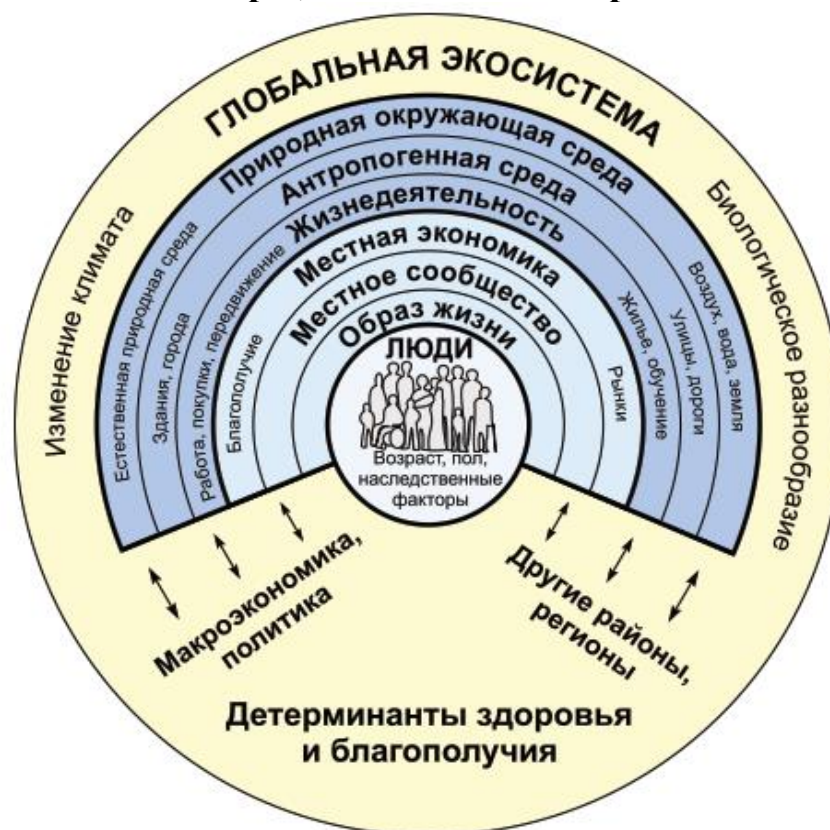 ГЛОБАЛЬНАЯ ЭКОСИСТЕМА
Изменение климата
Биологическое разнообразие
Природная окружающая среда
Антропогенная среда
Жизнедеятельность
Местная экономика
Местное сообщество
Образ жизни
Естественная природная среда
Здания, города
Работа, покупки, передвижение
Благополучие
Рынки
Жилье, обучение
Улицы, дороги
Воздух, вода, земля
ЛЮДИ
Возраст, пол,
наследственные
факторы
Макроэкономика,
политика
Другие районы,
регионы
Детерминанты здоровья
и благополучия